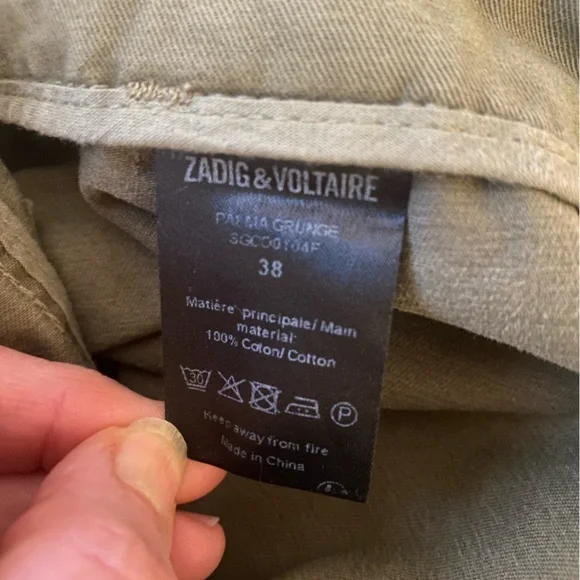 ZADIG&VOLTAIRE
PALMA GRUNGE
38
Matière principale/ Main
material:
100% Coton/ Cotton
30
P
Keep away from fire
Made in China